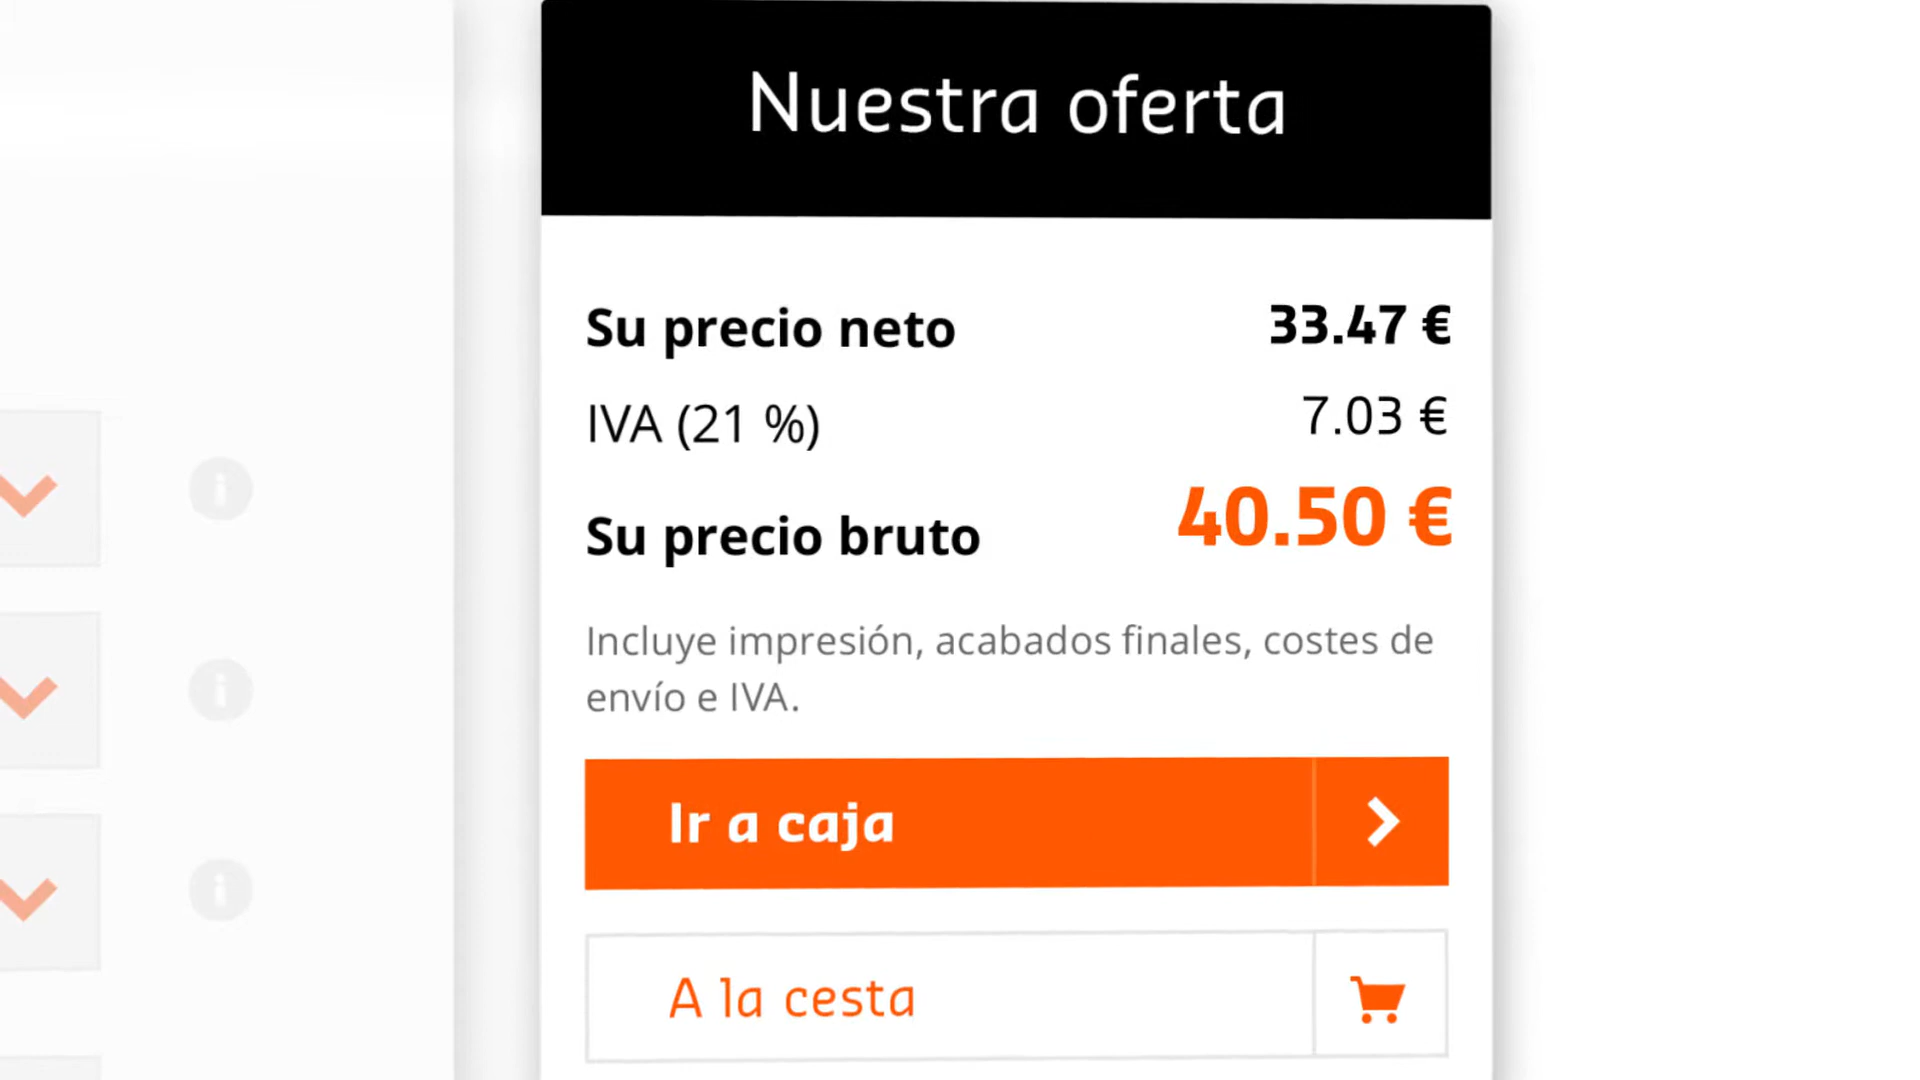 Nuestra oferta
Su precio neto 33.47 €
IVA (21 %) 7.03 €
Su precio bruto 40.50 €
Incluye impresión, acabados finales, costes de
envío e IVA.
Ir a caja
A la cesta